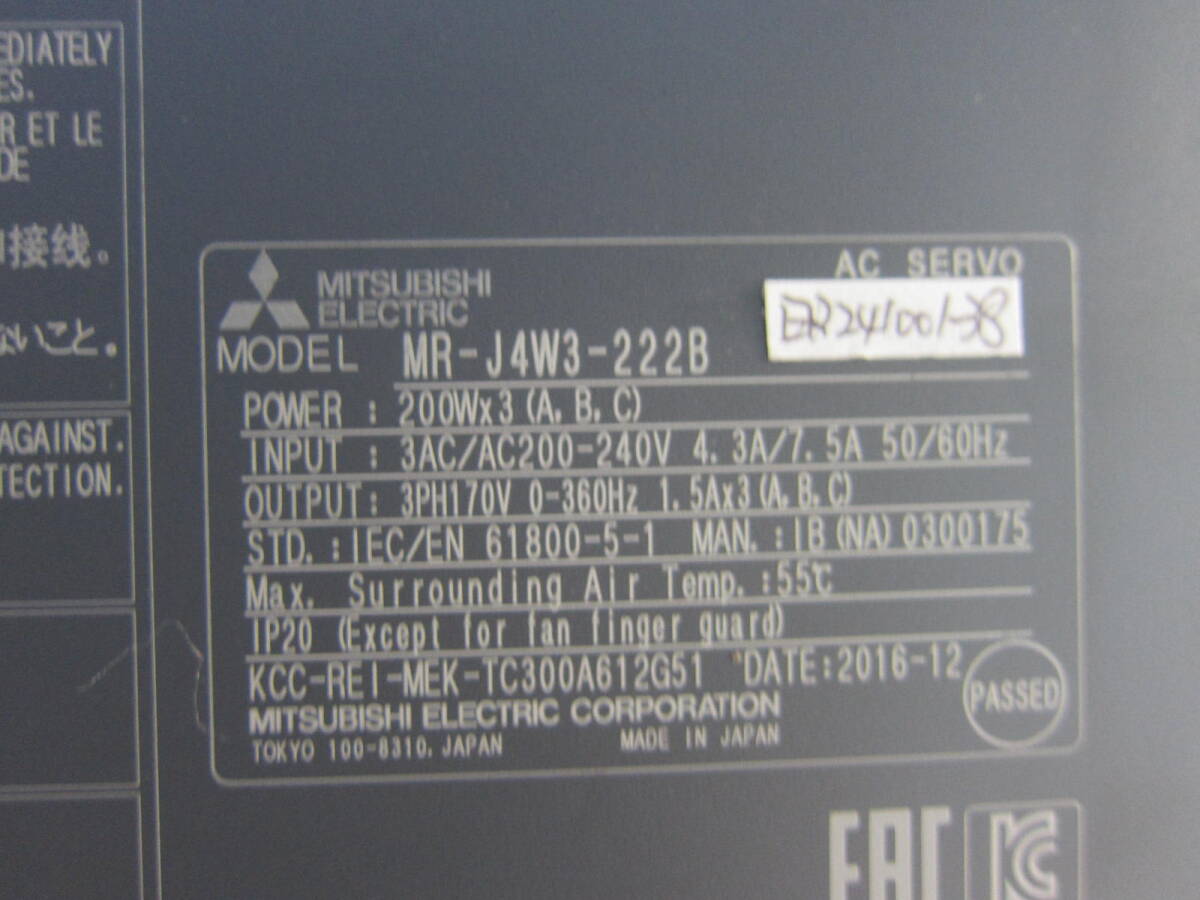 EDIATELY
ES.
R ET LE
DE
接线。
ないこと。
AGAINST.
TECTION.
MITSUBISHI
ELECTRIC
AC SERVO
MODEL MR-J4W3-222B
POWER : 200Wx3 (A, B, C)
INPUT : 3AC/AC200-240V 4.3A/7.5A 50/60Hz
OUTPUT: 3PH170V 0-360Hz 1.5Ax3 (A, B, C)
STD. : IEC/EN 61800-5-1 MAN. : IB (NA) 0300175
Max. Surrounding Air Temp. :55℃
IP20 (Except for fan finger guard)
KCC-REI-MEK-TC300A612G51 DATE:2016-12
PASSED
MITSUBISHI ELECTRIC CORPORATION
TOKYO 100-8310, JAPAN MADE IN JAPAN
EAC